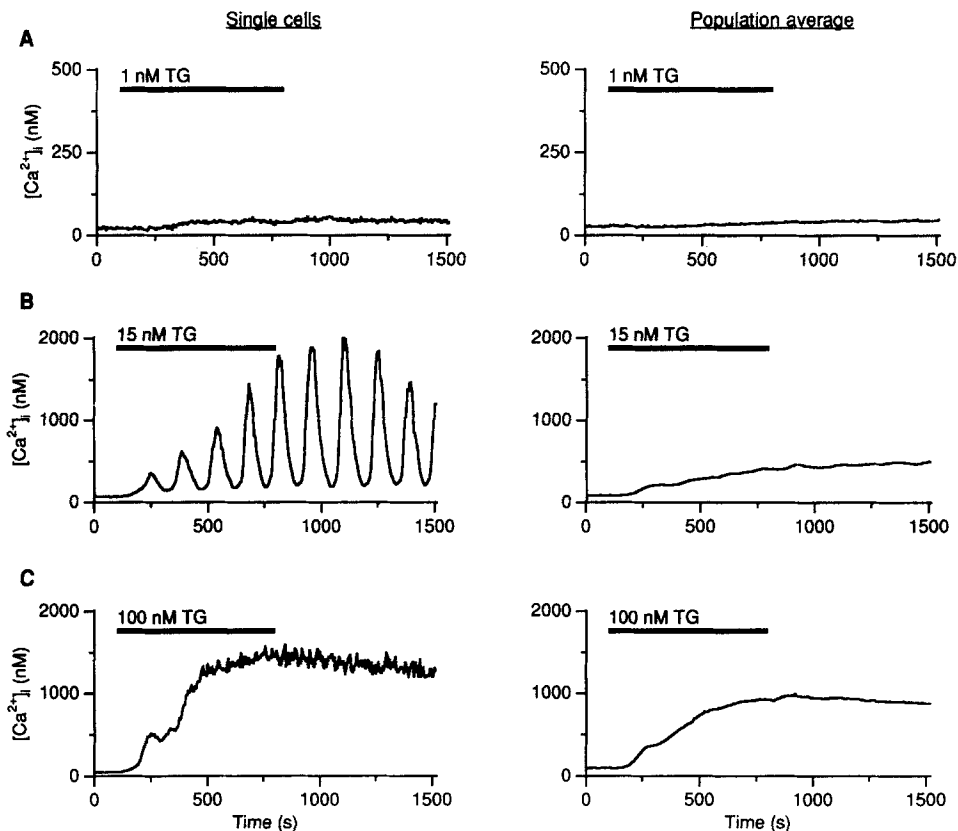 Single cells
Population average
A
500
250
0
[Ca²⁺]ᵢ (nM)
1 nM TG
0 500 1000 1500
500
250
0
1 nM TG
0 500 1000 1500
B
2000
1000
0
[Ca²⁺]ᵢ (nM)
15 nM TG
0 500 1000 1500
2000
1000
0
15 nM TG
0 500 1000 1500
C
2000
1000
0
[Ca²⁺]ᵢ (nM)
100 nM TG
0 500 1000 1500
Time (s)
2000
1000
0
100 nM TG
0 500 1000 1500
Time (s)